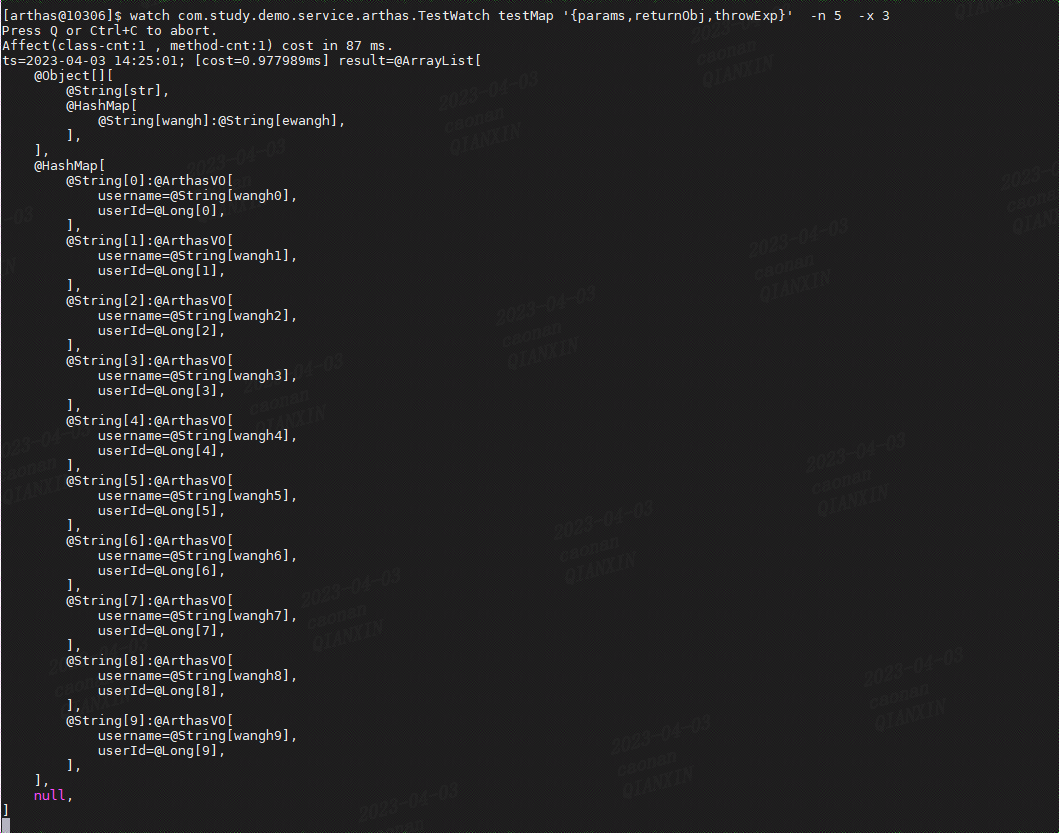 [arthas@10306]$ watch com.study.demo.service.arthas.TestWatch testMap '{params,returnObj,throwExp}'  -n 5  -x 3
Press Q or Ctrl+C to abort.
Affect(class-cnt:1 , method-cnt:1) cost in 87 ms.
ts=2023-04-03 14:25:01; [cost=0.977989ms] result=@ArrayList[
    @Object[][
        @String[str],
        @HashMap[
            @String[wangh]:@String[ewangh],
        ],
    ],
    @HashMap[
        @String[0]:@ArthasVO[
            username=@String[wangh0],
            userId=@Long[0],
        ],
        @String[1]:@ArthasVO[
            username=@String[wangh1],
            userId=@Long[1],
        ],
        @String[2]:@ArthasVO[
            username=@String[wangh2],
            userId=@Long[2],
        ],
        @String[3]:@ArthasVO[
            username=@String[wangh3],
            userId=@Long[3],
        ],
        @String[4]:@ArthasVO[
            username=@String[wangh4],
            userId=@Long[4],
        ],
        @String[5]:@ArthasVO[
            username=@String[wangh5],
            userId=@Long[5],
        ],
        @String[6]:@ArthasVO[
            username=@String[wangh6],
            userId=@Long[6],
        ],
        @String[7]:@ArthasVO[
            username=@String[wangh7],
            userId=@Long[7],
        ],
        @String[8]:@ArthasVO[
            username=@String[wangh8],
            userId=@Long[8],
        ],
        @String[9]:@ArthasVO[
            username=@String[wangh9],
            userId=@Long[9],
        ],
    ],
    null,
]
2023-04-03
caonan
QIANXIN